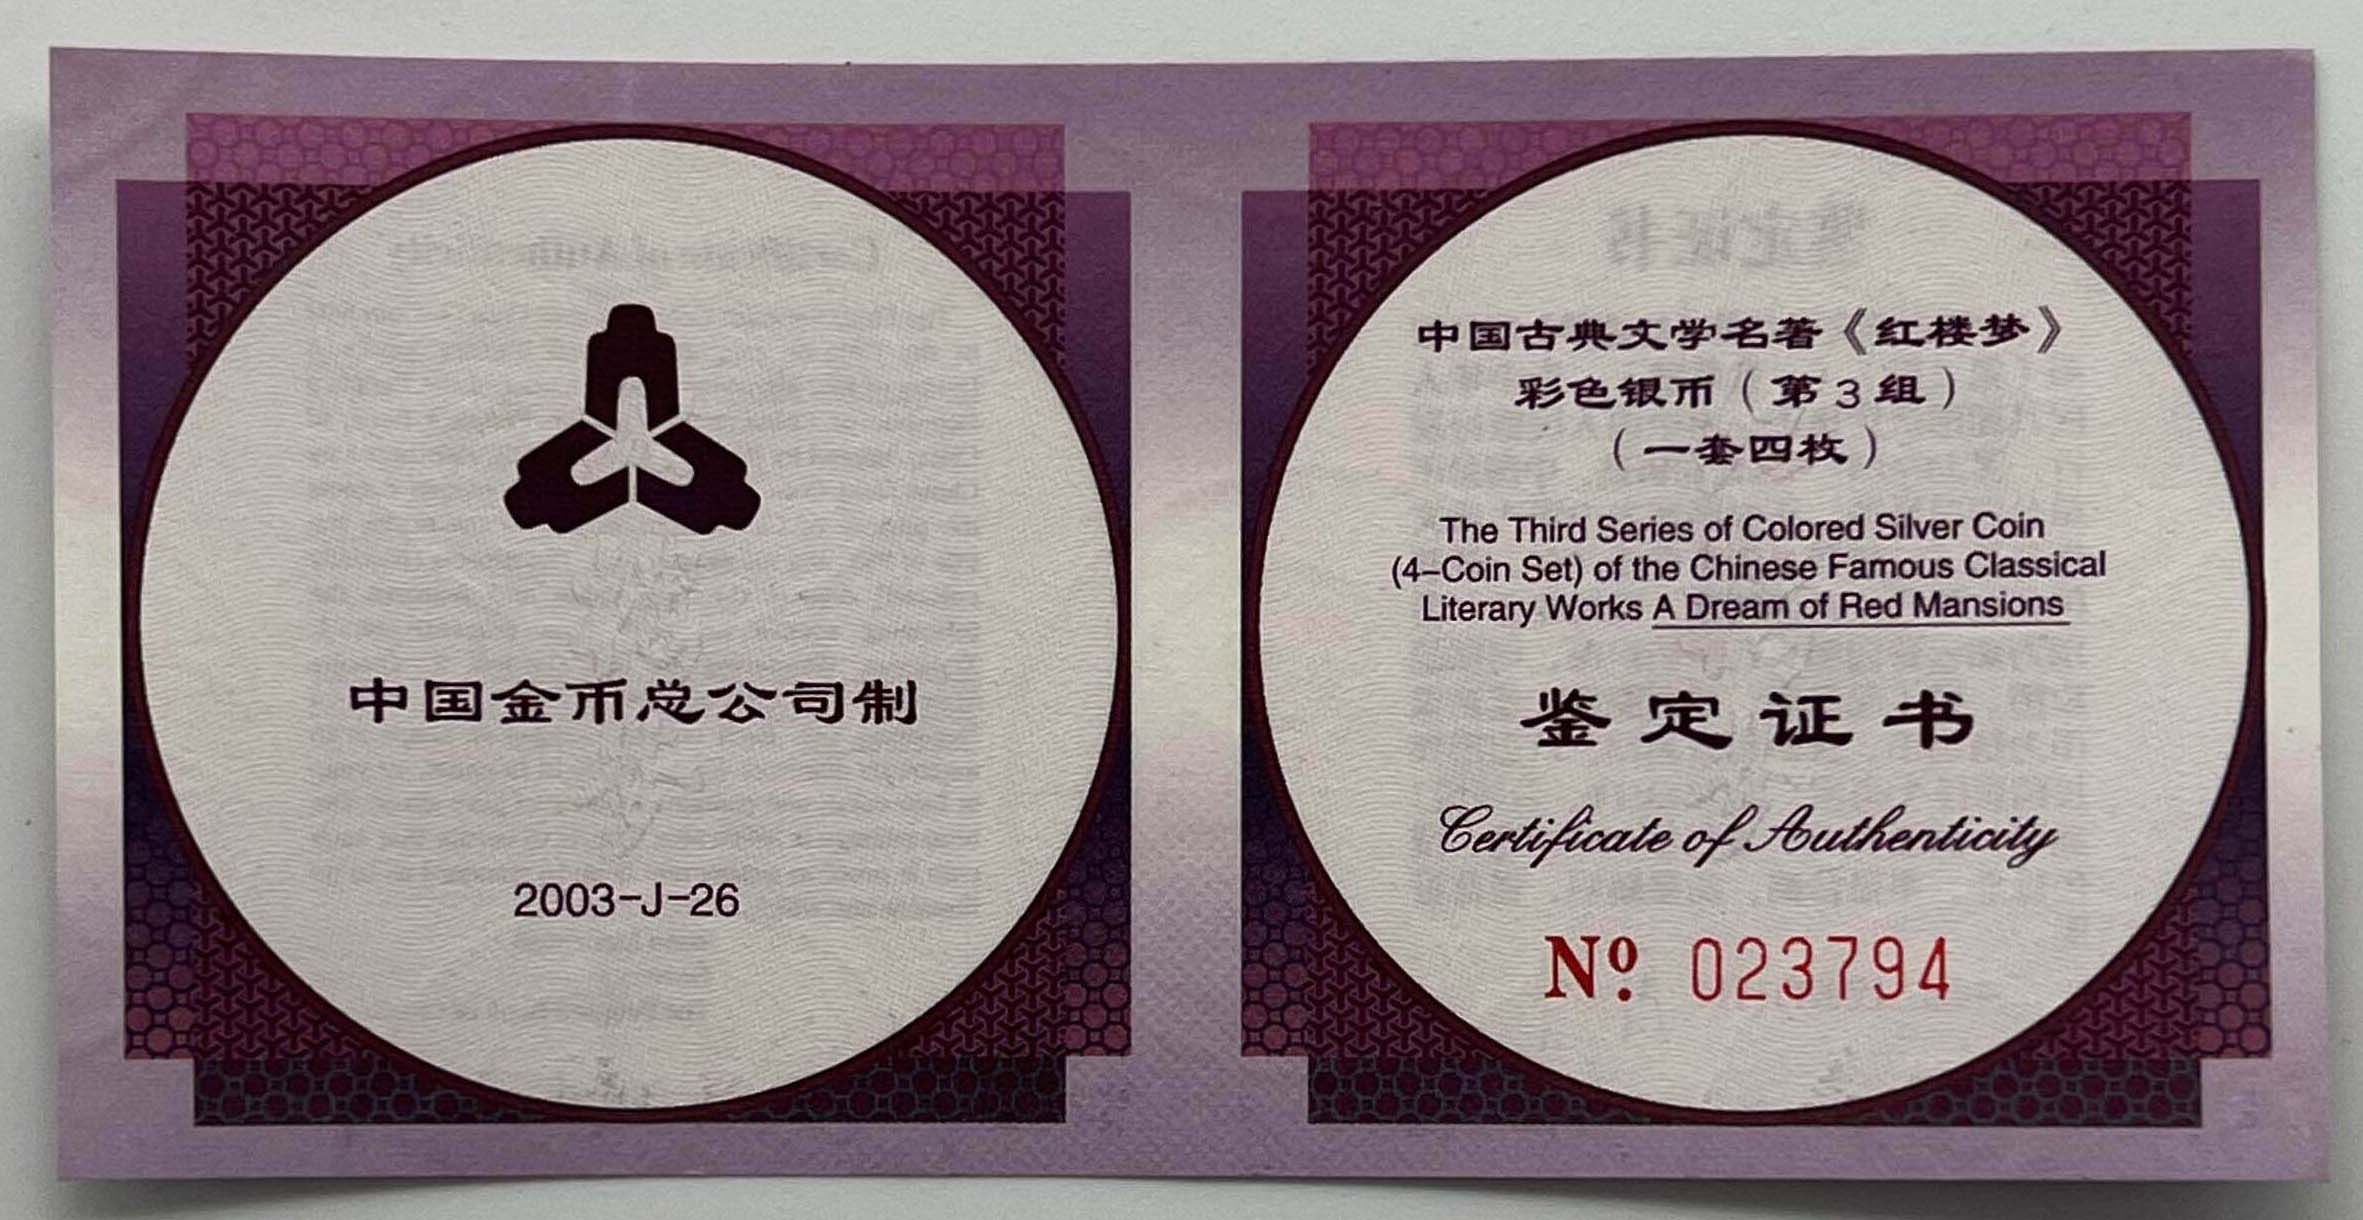 中国金币总公司制
2003-J-26
中国古典文学名著《红楼梦》
彩色银币(第3组)
(一套四枚)
The Third Series of Colored Silver Coin
(4-Coin Set) of the Chinese Famous Classical
Literary Works A Dream of Red Mansions
鉴定证书
Certificate of Authenticity
Nº. 023794